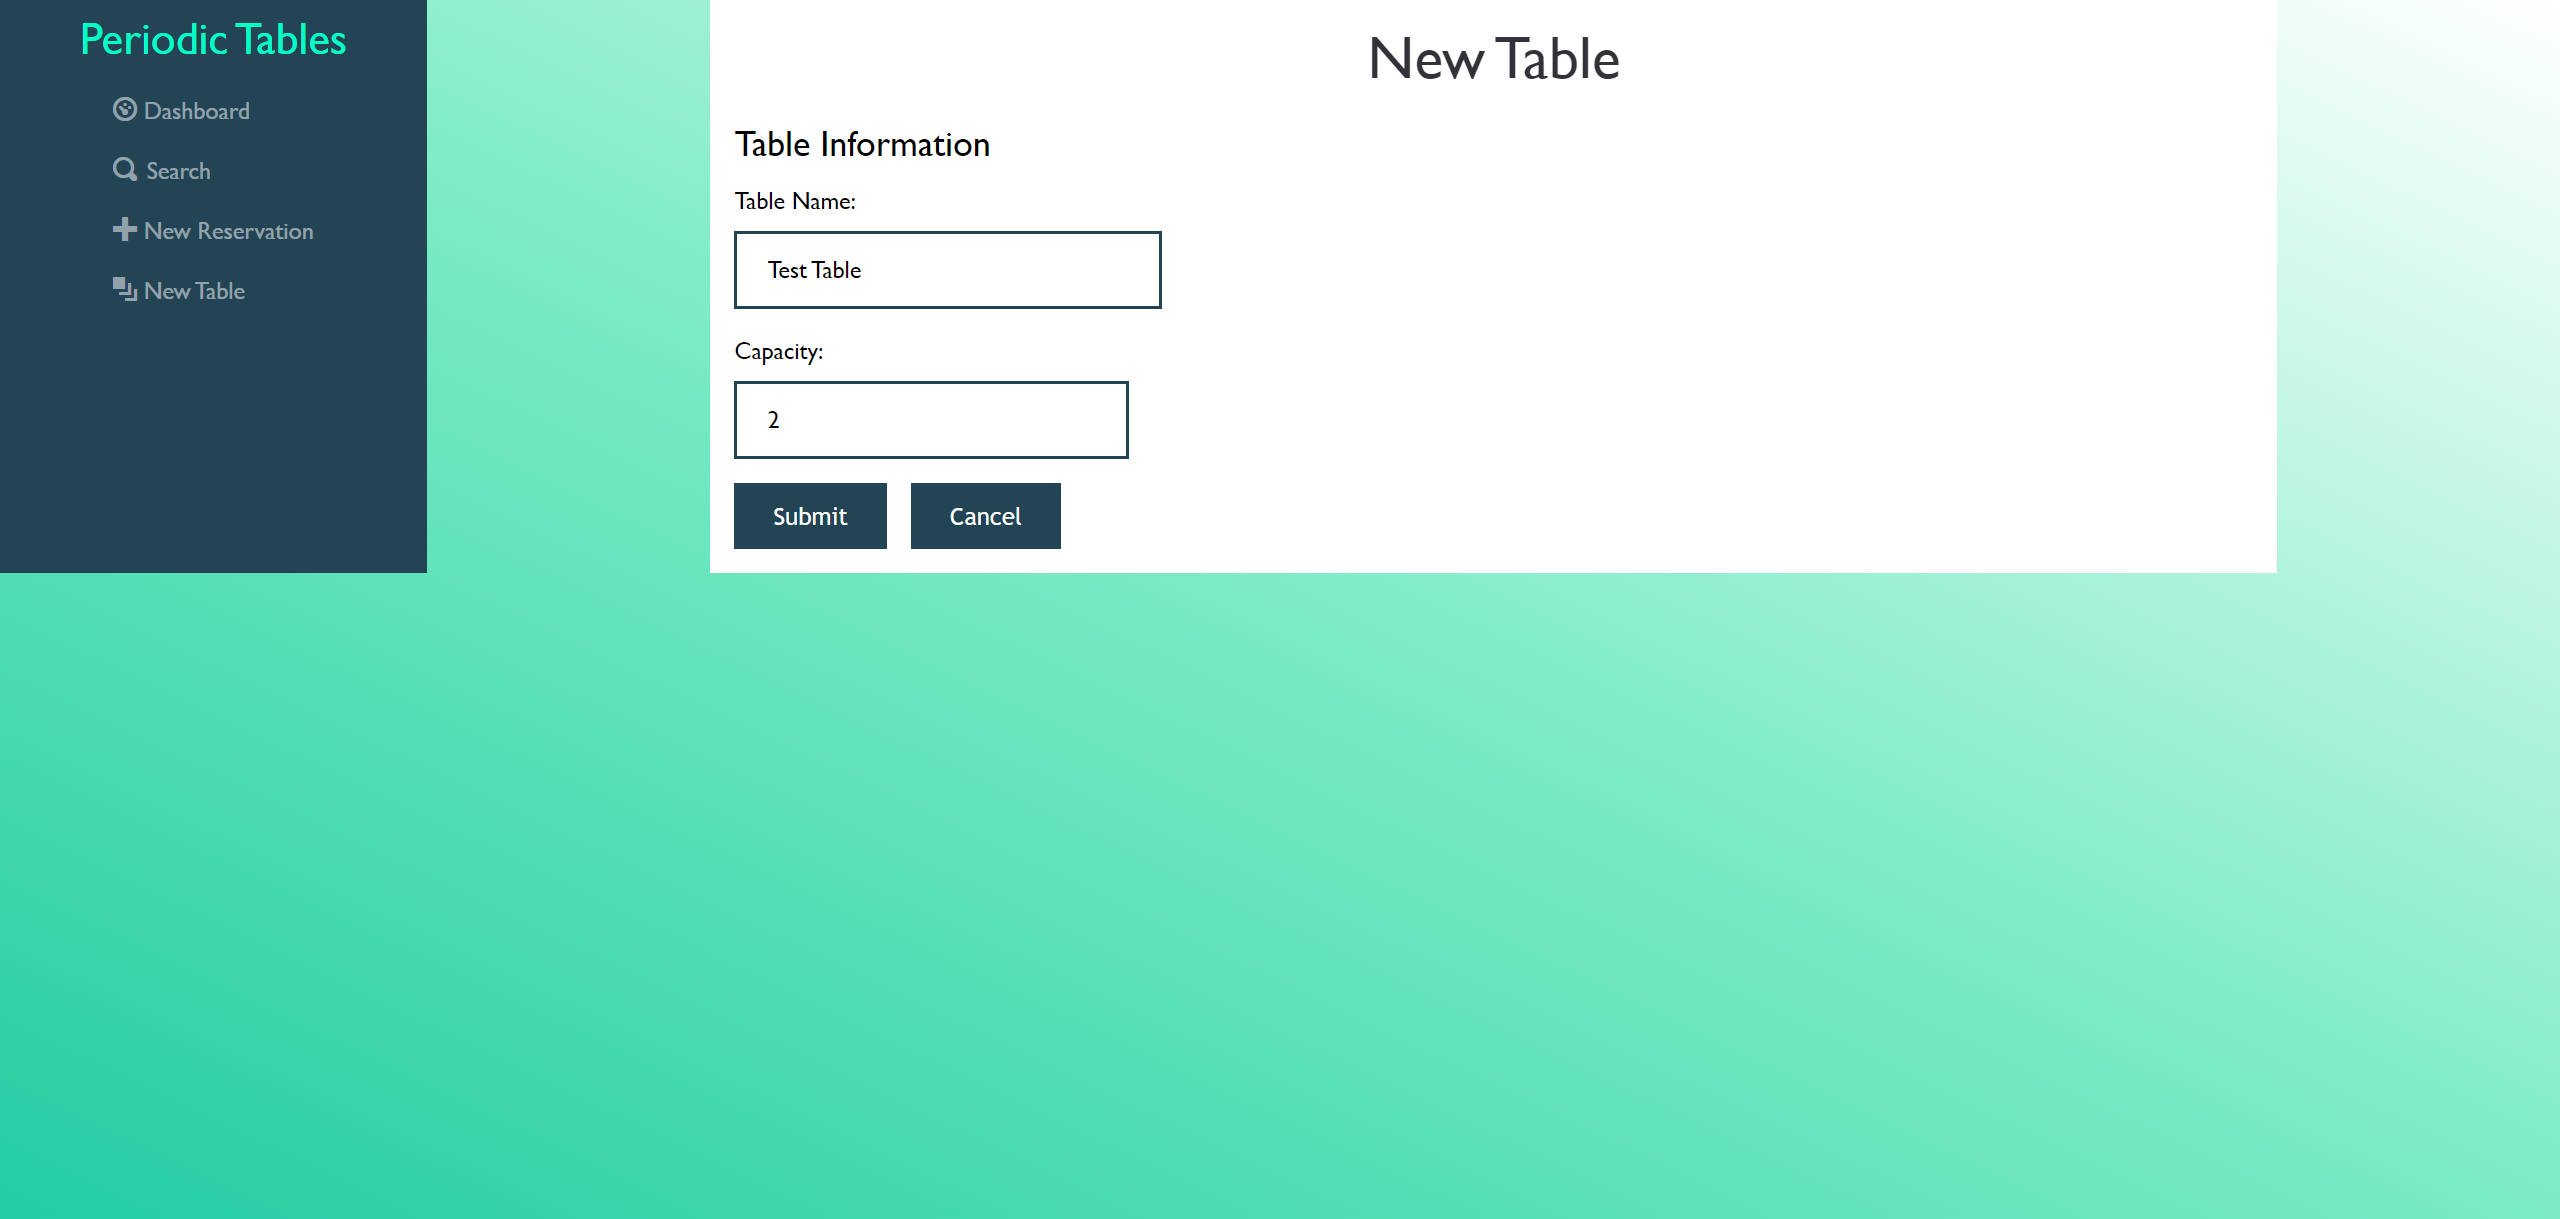 Periodic Tables
Dashboard
Search
New Reservation
New Table
New Table
Table Information
Table Name:
Test Table
Capacity:
2
Submit
Cancel